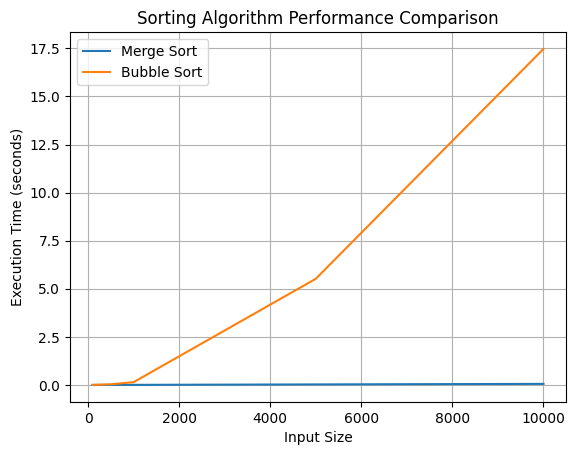 Sorting Algorithm Performance Comparison
Merge Sort
Bubble Sort
Execution Time (seconds)
17.5
15.0
12.5
10.0
7.5
5.0
2.5
0.0
0
2000
4000
6000
8000
10000
Input Size